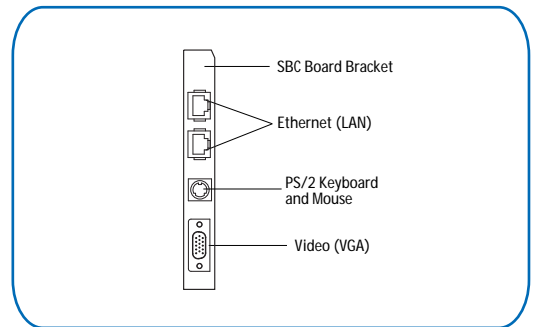 SBC Board Bracket
Ethernet (LAN)
PS/2 Keyboard
and Mouse
Video (VGA)